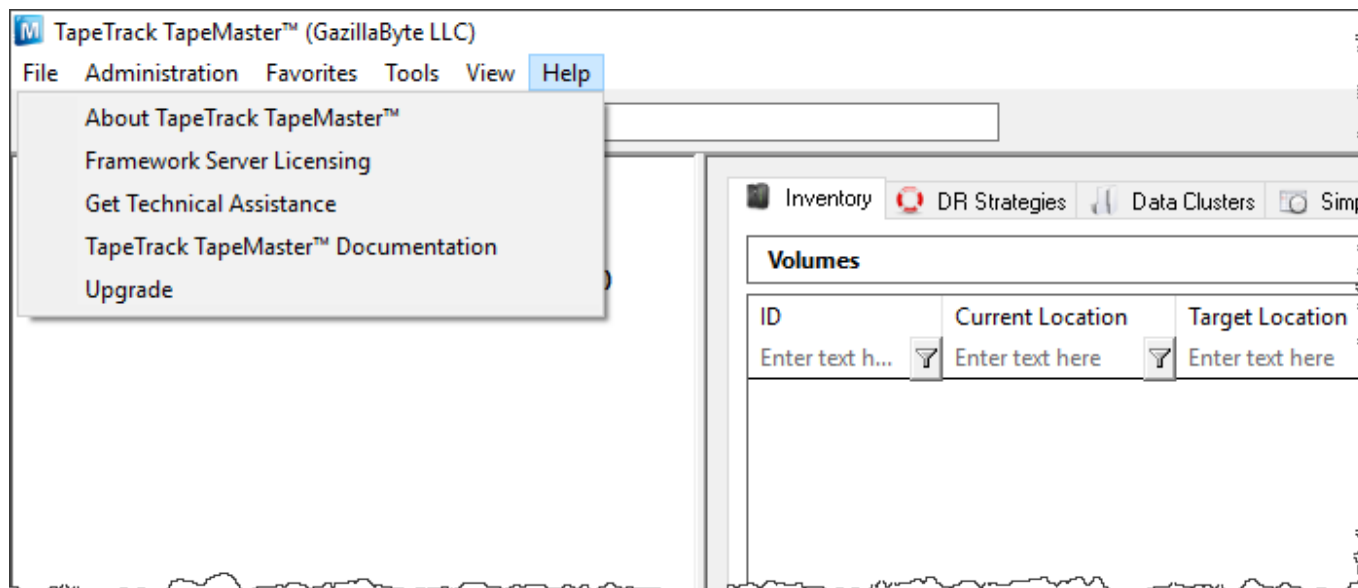 TapeTrack TapeMaster™ (GazillaByte LLC)
File Administration Favorites Tools View Help
About TapeTrack TapeMaster™
Framework Server Licensing
Get Technical Assistance
TapeTrack TapeMaster™ Documentation
Upgrade
Inventory DR Strategies Data Clusters Simp
Volumes
ID Current Location Target Location
Enter text h... Enter text here Enter text here